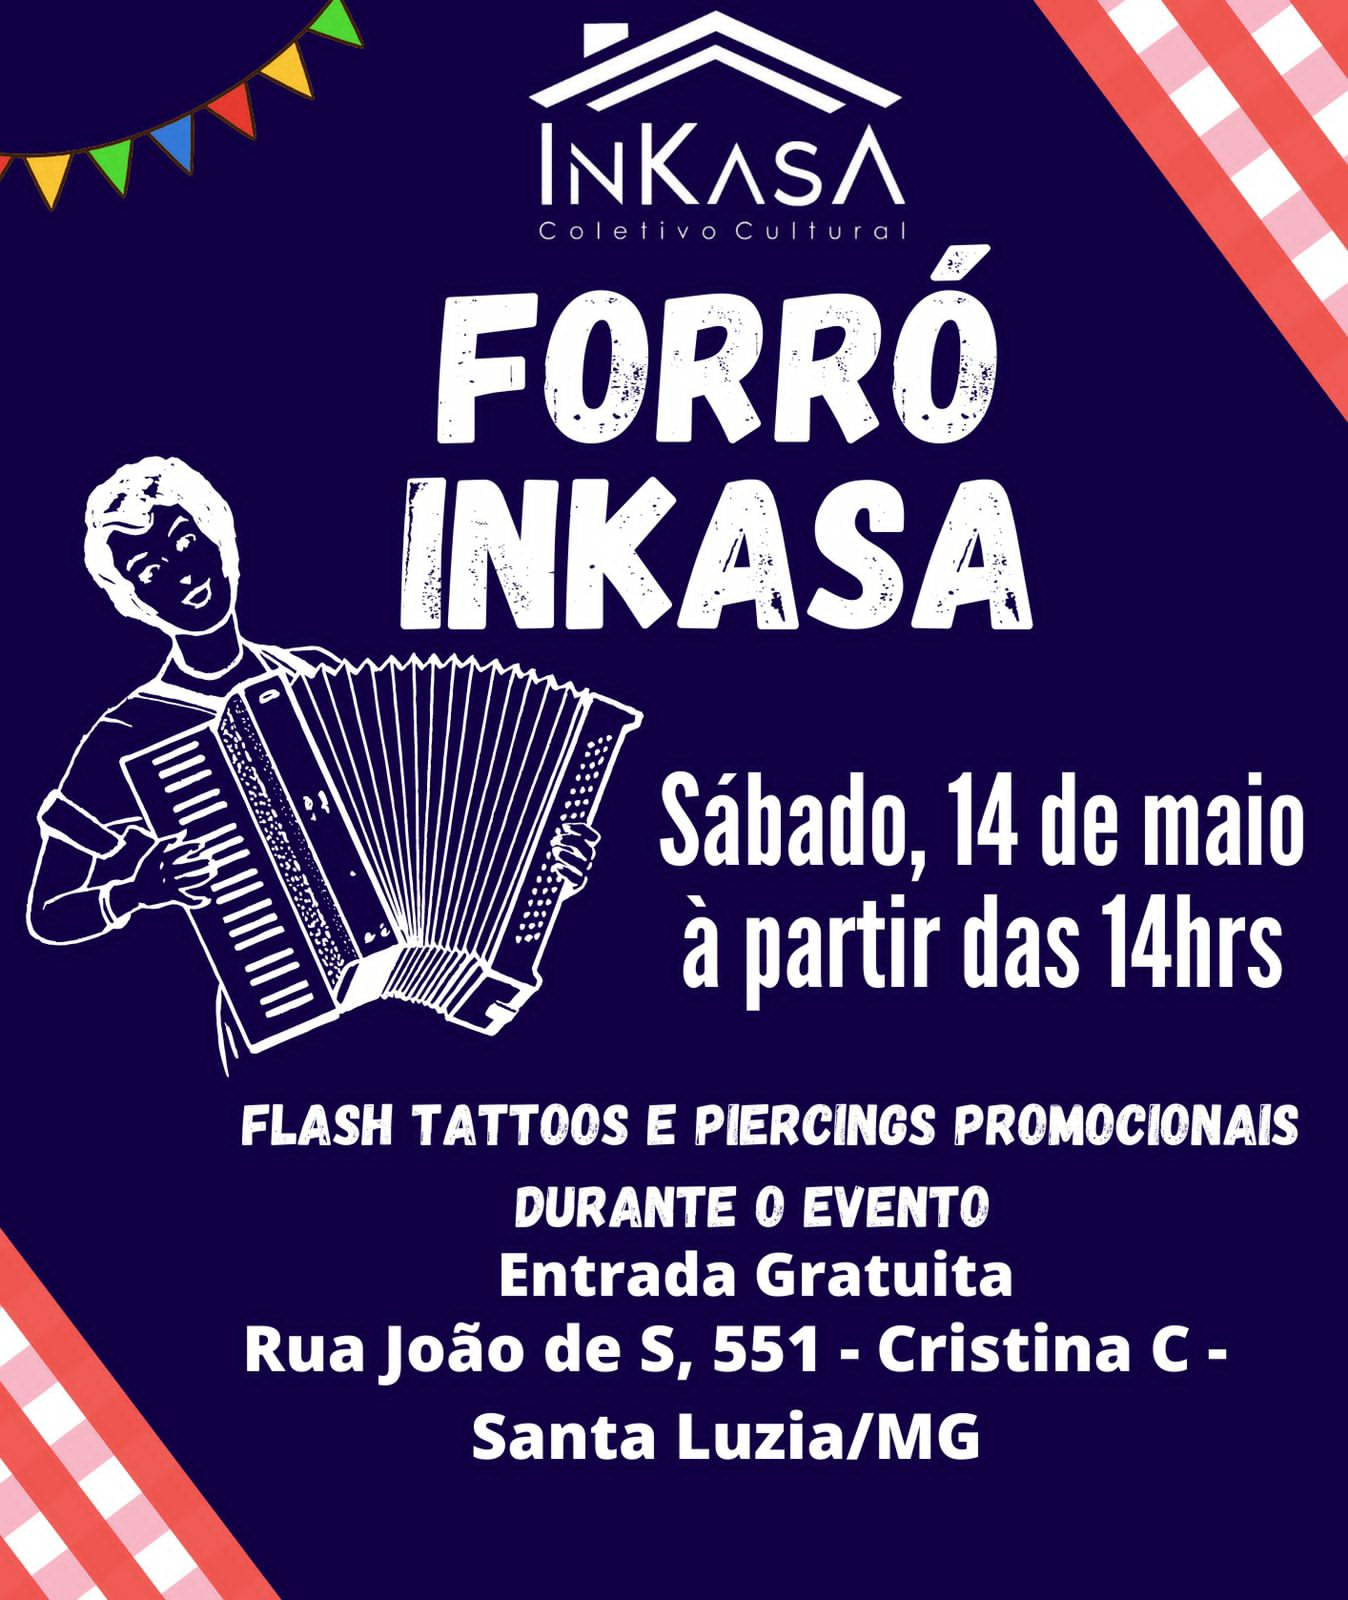 INKASA
Coletivo Cultural
FORRÓ
INKASA
Sábado, 14 de maio
à partir das 14hrs
FLASH TATTOOS E PIERCINGS PROMOCIONAIS
DURANTE O EVENTO
Entrada Gratuita
Rua João de S, 551 - Cristina C -
Santa Luzia/MG